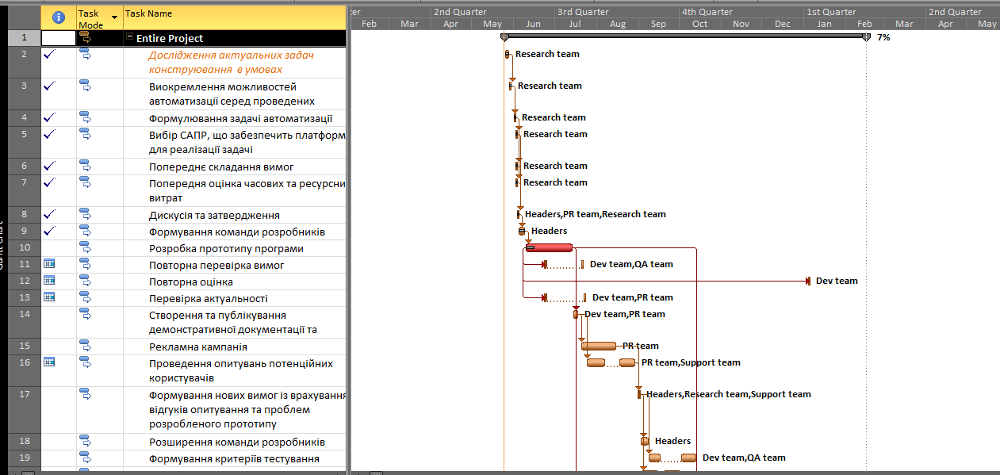 Task Mode
Task Name
ter
2nd Quarter
3rd Quarter
4th Quarter
1st Quarter
2nd Quarter
Feb Mar Apr May Jun Jul Aug Sep Oct Nov Dec Jan Feb Mar Apr May
1 Entire Project 7%
2 Дослідження актуальних задач
конструювання в умовах
Research team
3 Виокремлення можливостей
автоматизації серед проведених
Research team
4 Формулювання задачі автоматизації
Research team
5 Вибір САПР, що забезпечить платформ
для реалізації задачі
Research team
6 Попереднє складання вимог
Research team
7 Попередня оцінка часових та ресурсни
витрат
Research team
8 Дискусія та затвердження
Headers,PR team,Research team
9 Формування команди розробників
Headers
10 Розробка прототипу програми
11 Повторна перевірка вимог
Dev team,QA team
12 Повторна оцінка
Dev team
13 Перевірка актуальності
Dev team,PR team
14 Створення та публікування
демонстративної документації та
Dev team,PR team
15 Рекламна кампанія
PR team
16 Проведення опитувань потенційних
користувачів
PR team,Support team
17 Формування нових вимог із врахування
відгуків опитування та проблем
розробленого прототипу
Headers,Research team,Support team
18 Розширення команди розробників
Headers
19 Формування критеріїв тестування
Dev team,QA team